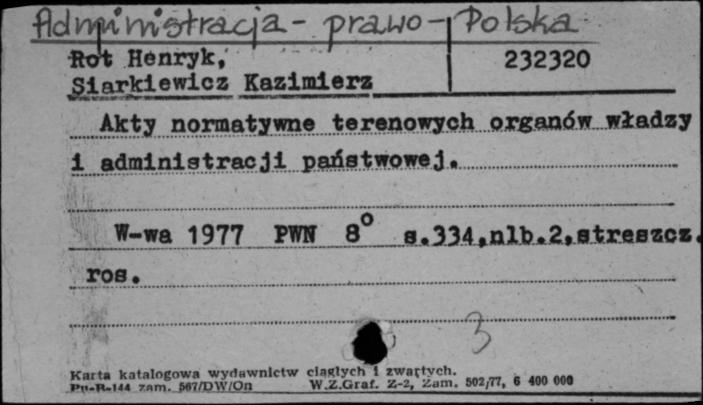 Administracja - prawo - Polska
Rot Henryk, 232320
Siarkiewicz Kazimierz
Akty normatywne terenowych organów władzy
i administracji państwowej.
W-wa 1977 PWN 8° s.334,nlb.2,streszcz.
ros.
3
Karta katalogowa wydawnictw ciągłych i zwartych.
Pu-R-144 zam. 567/DW/On W.Z.Graf. Z-2, Zam. 502/77, 6 400 000